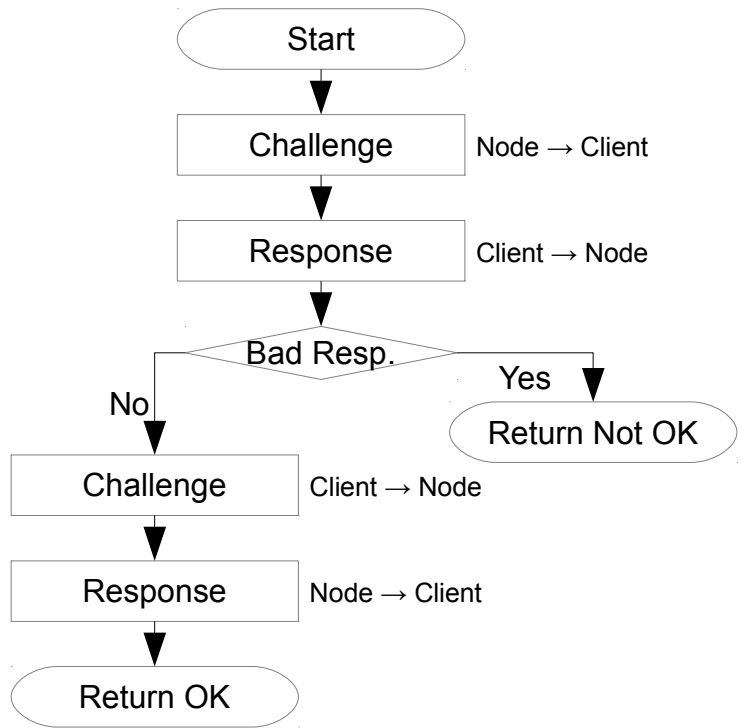 Start
Challenge
Node → Client
Response
Client → Node
Bad Resp.
Yes
No
Return Not OK
Challenge
Client → Node
Response
Node → Client
Return OK